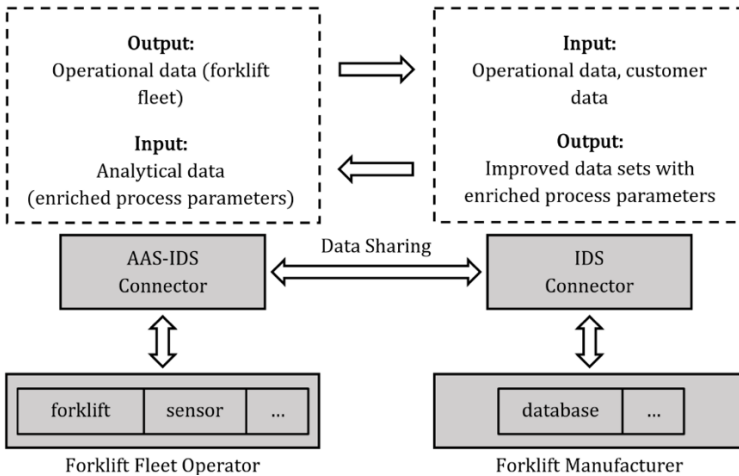 Output:
Operational data (forklift
fleet)
Input:
Analytical data
(enriched process parameters)
Input:
Operational data, customer
data
Output:
Improved data sets with
enriched process parameters
AAS-IDS
Connector
Data Sharing
IDS
Connector
forklift
sensor
...
database
...
Forklift Fleet Operator
Forklift Manufacturer